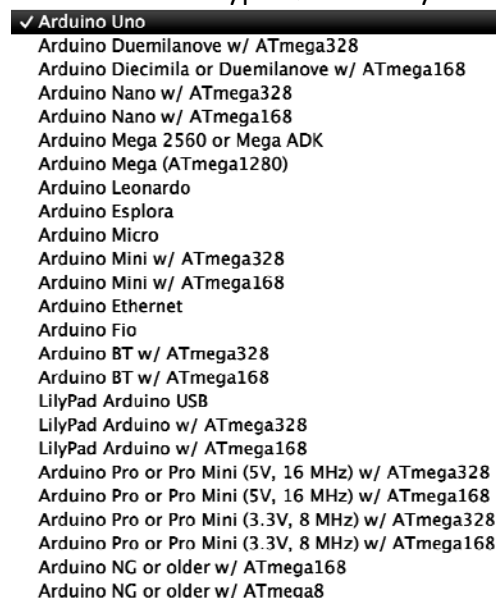 ✓ Arduino Uno
Arduino Duemilanove w/ ATmega328
Arduino Diecimila or Duemilanove w/ ATmega168
Arduino Nano w/ ATmega328
Arduino Nano w/ ATmega168
Arduino Mega 2560 or Mega ADK
Arduino Mega (ATmega1280)
Arduino Leonardo
Arduino Esplora
Arduino Micro
Arduino Mini w/ ATmega328
Arduino Mini w/ ATmega168
Arduino Ethernet
Arduino Fio
Arduino BT w/ ATmega328
Arduino BT w/ ATmega168
LilyPad Arduino USB
LilyPad Arduino w/ ATmega328
LilyPad Arduino w/ ATmega168
Arduino Pro or Pro Mini (5V, 16 MHz) w/ ATmega328
Arduino Pro or Pro Mini (5V, 16 MHz) w/ ATmega168
Arduino Pro or Pro Mini (3.3V, 8 MHz) w/ ATmega328
Arduino Pro or Pro Mini (3.3V, 8 MHz) w/ ATmega168
Arduino NG or older w/ ATmega168
Arduino NG or older w/ ATmega8